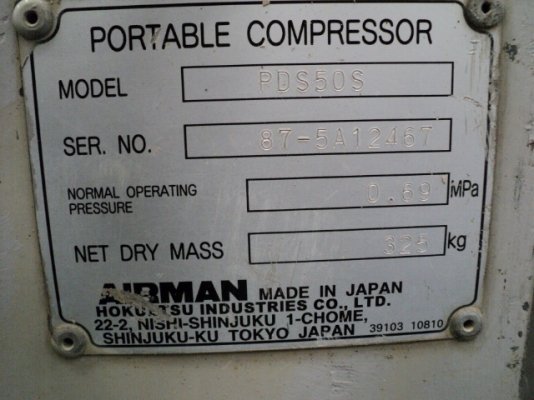 PORTABLE COMPRESSOR
MODEL PDS50S
SER. NO. 87-5A12467
NORMAL OPERATING
PRESSURE 0.69 MPa
NET DRY MASS 325 kg
AIRMAN MADE IN JAPAN
HOKUETSU INDUSTRIES CO., LTD.
22-2, NISHI-SHINJUKU 1-CHOME,
SHINJUKU-KU TOKYO JAPAN 39103 10810